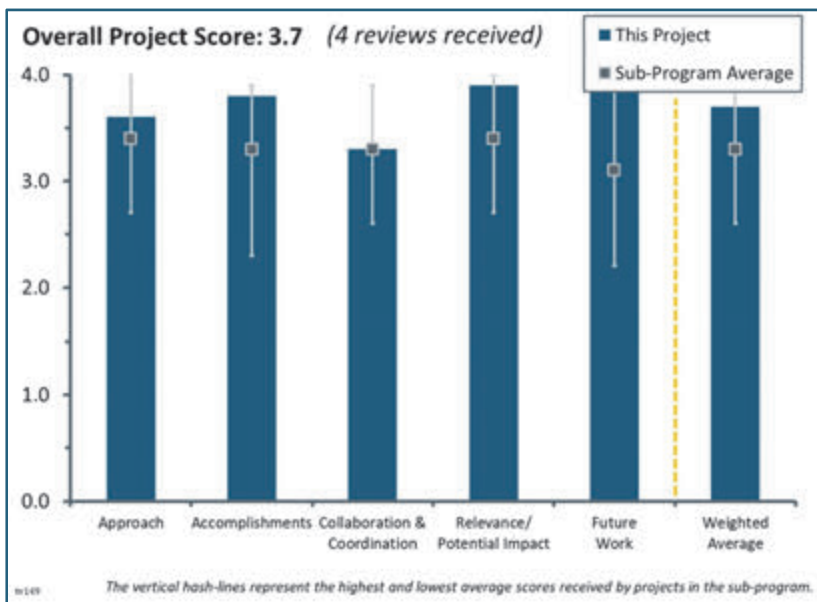 Overall Project Score: 3.7 (4 reviews received)
This Project
Sub-Program Average
4.0
3.0
2.0
1.0
0.0
Approach
Accomplishments
Collaboration &
Coordination
Relevance/
Potential Impact
Future
Work
Weighted
Average
The vertical hash-lines represent the highest and lowest average scores received by projects in the sub-program.